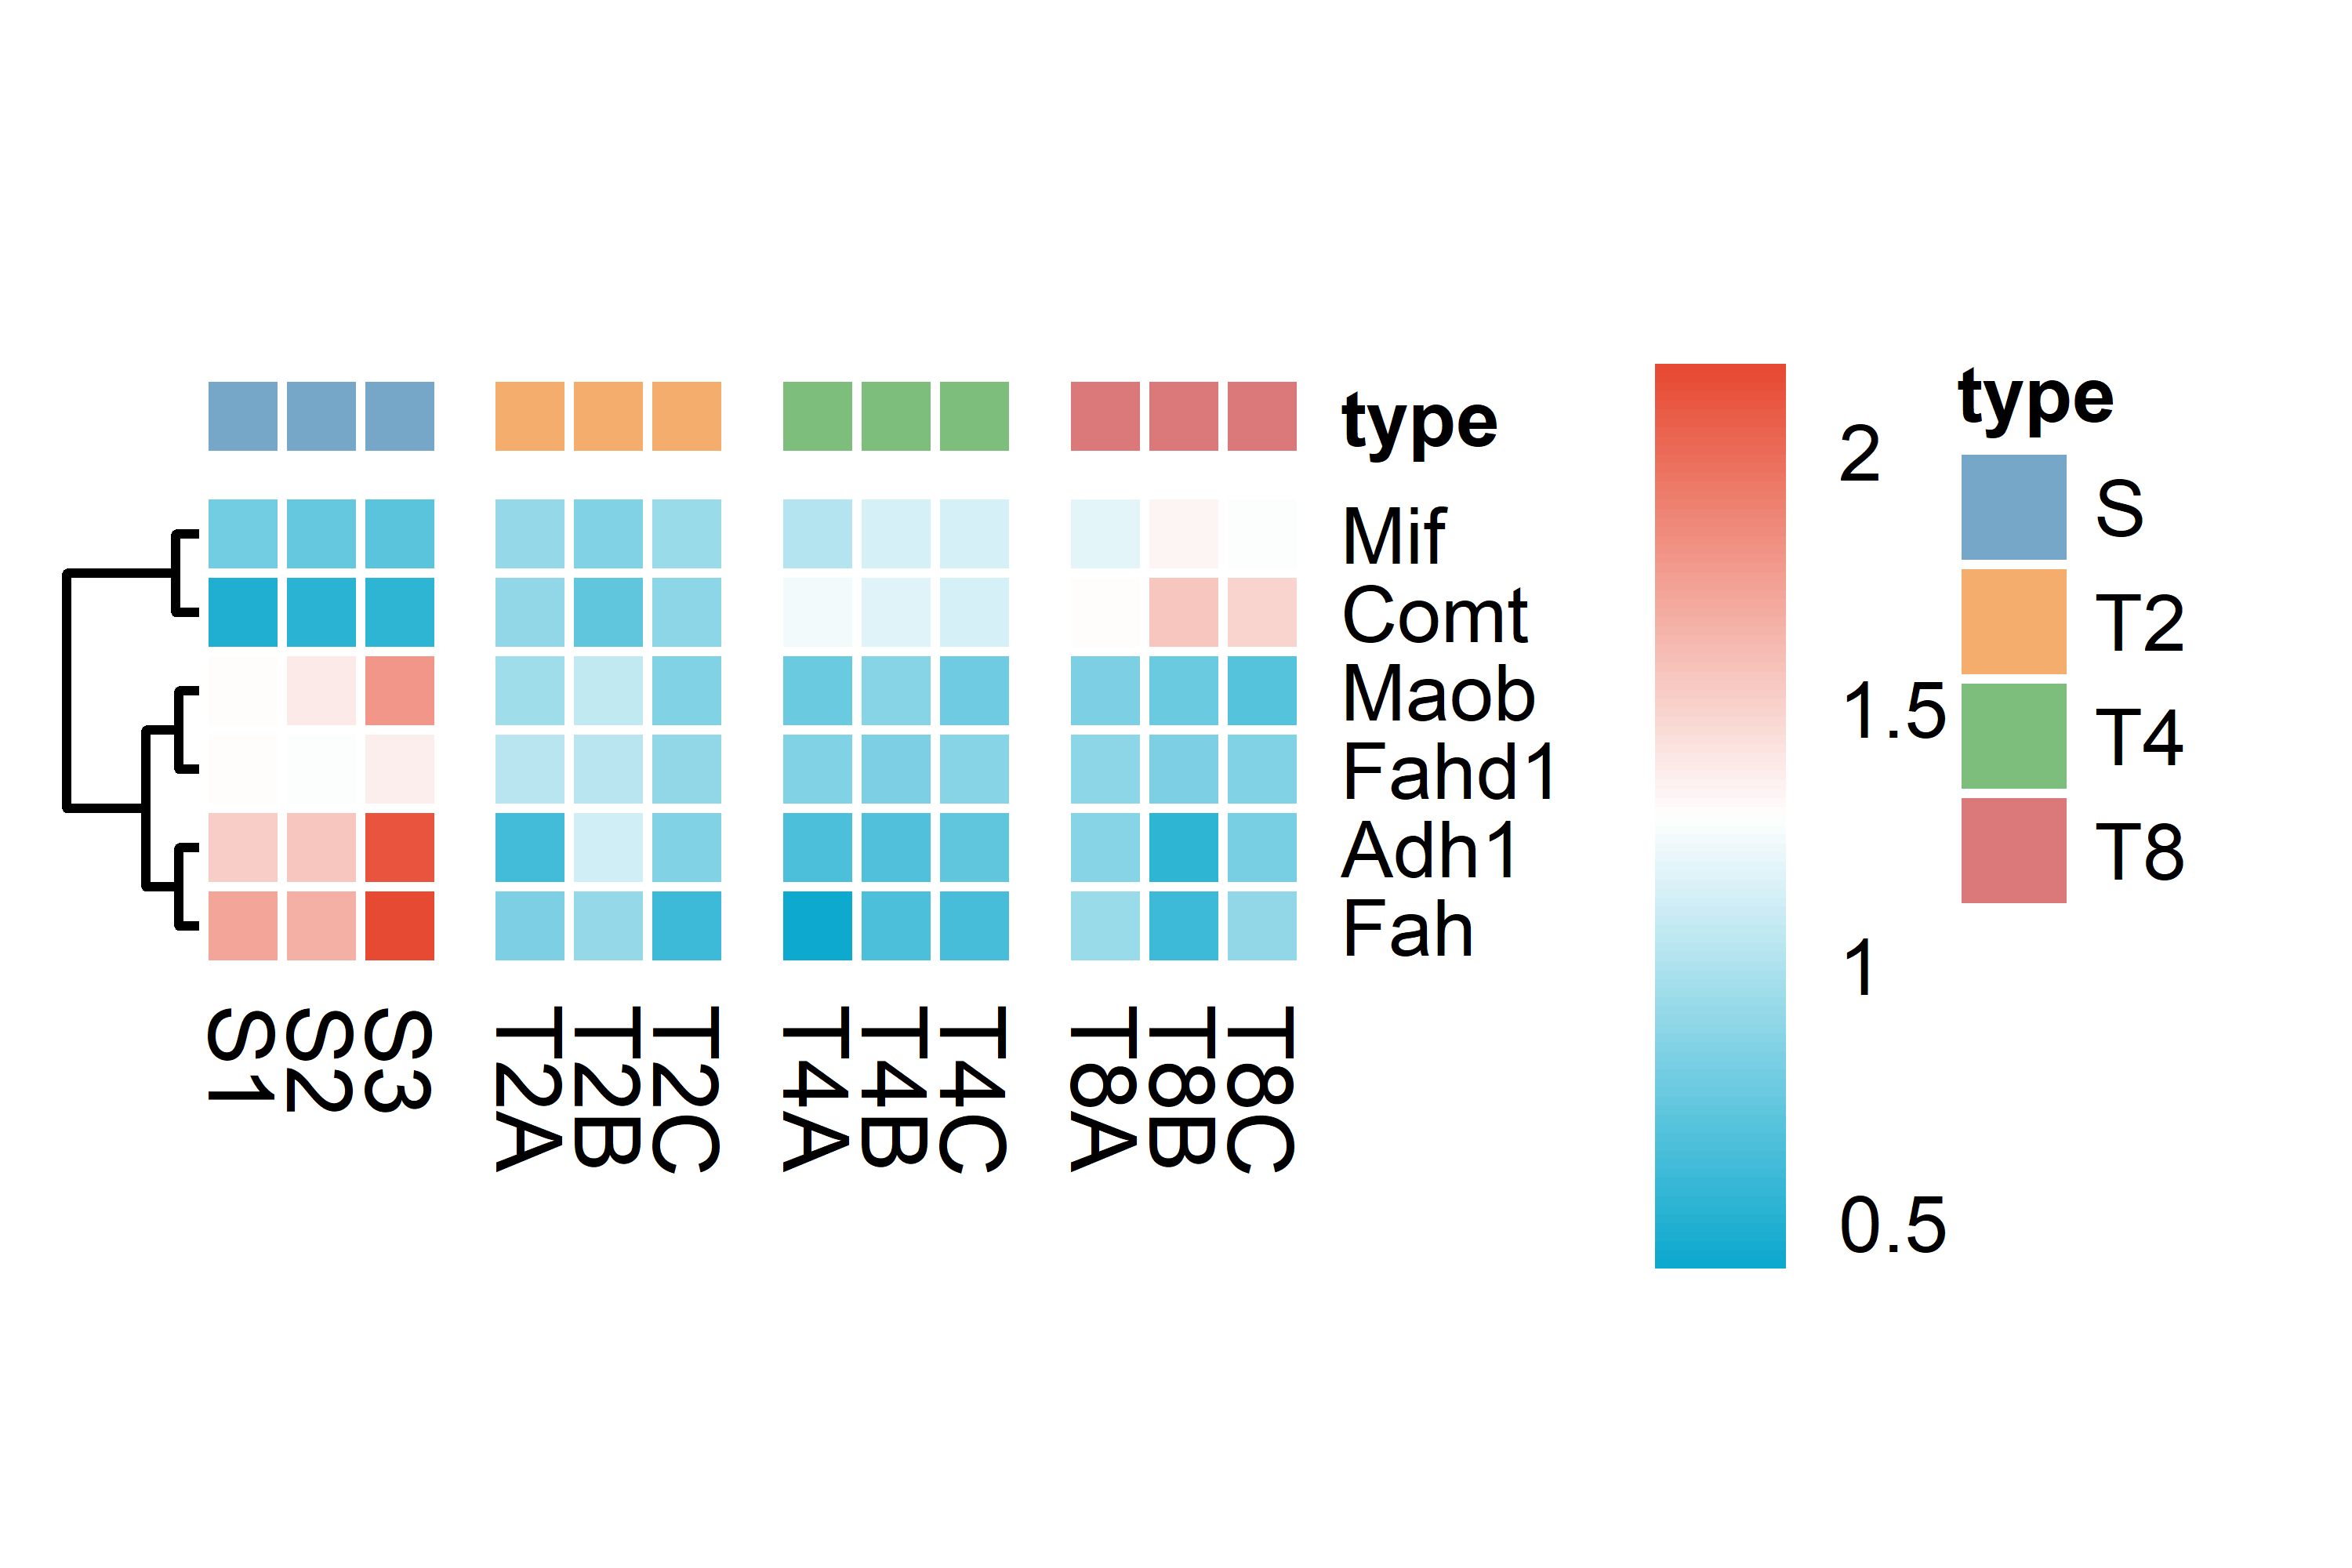 type
Mif
Comt
Maob
Fahd1
Adh1
Fah
S1
S2
S3
T2A
T2B
T2C
T4A
T4B
T4C
T8A
T8B
T8C
2
1.5
1
0.5
type
S
T2
T4
T8